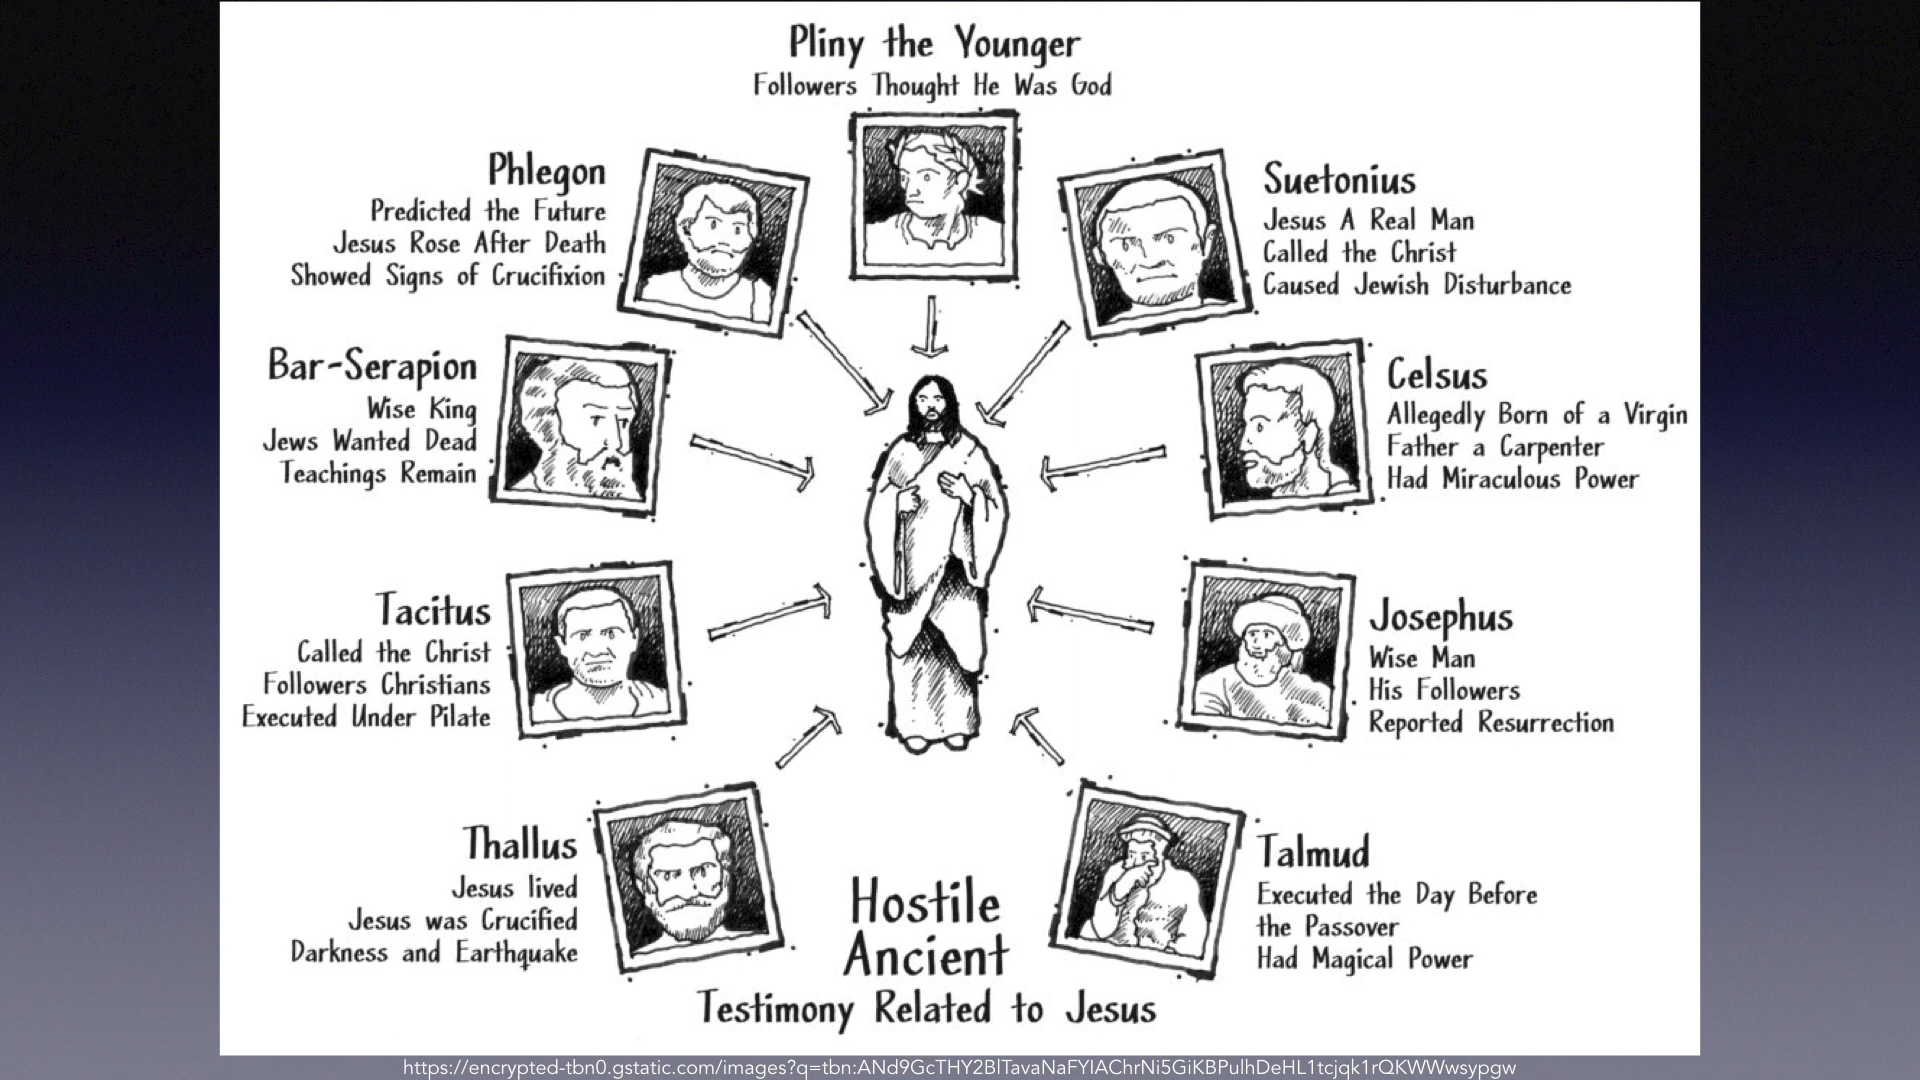 Pliny the Younger
Followers Thought He Was God
Phlegon
Predicted the Future
Jesus Rose After Death
Showed Signs of Crucifixion
Suetonius
Jesus A Real Man
Called the Christ
Caused Jewish Disturbance
Bar-Serapion
Wise King
Jews Wanted Dead
Teachings Remain
Celsus
Allegedly Born of a Virgin
Father a Carpenter
Had Miraculous Power
Tacitus
Called the Christ
Followers Christians
Executed Under Pilate
Josephus
Wise Man
His Followers
Reported Resurrection
Thallus
Jesus lived
Jesus was Crucified
Darkness and Earthquake
Talmud
Executed the Day Before
the Passover
Had Magical Power
Hostile
Ancient
Testimony Related to Jesus
https://encrypted-tbn0.gstatic.com/images?q=tbn:ANd9GcTHY2BlTavaNaFYIAChrNi5GiKBPulhDeHL1tcjqk1rQKWWwsypgw